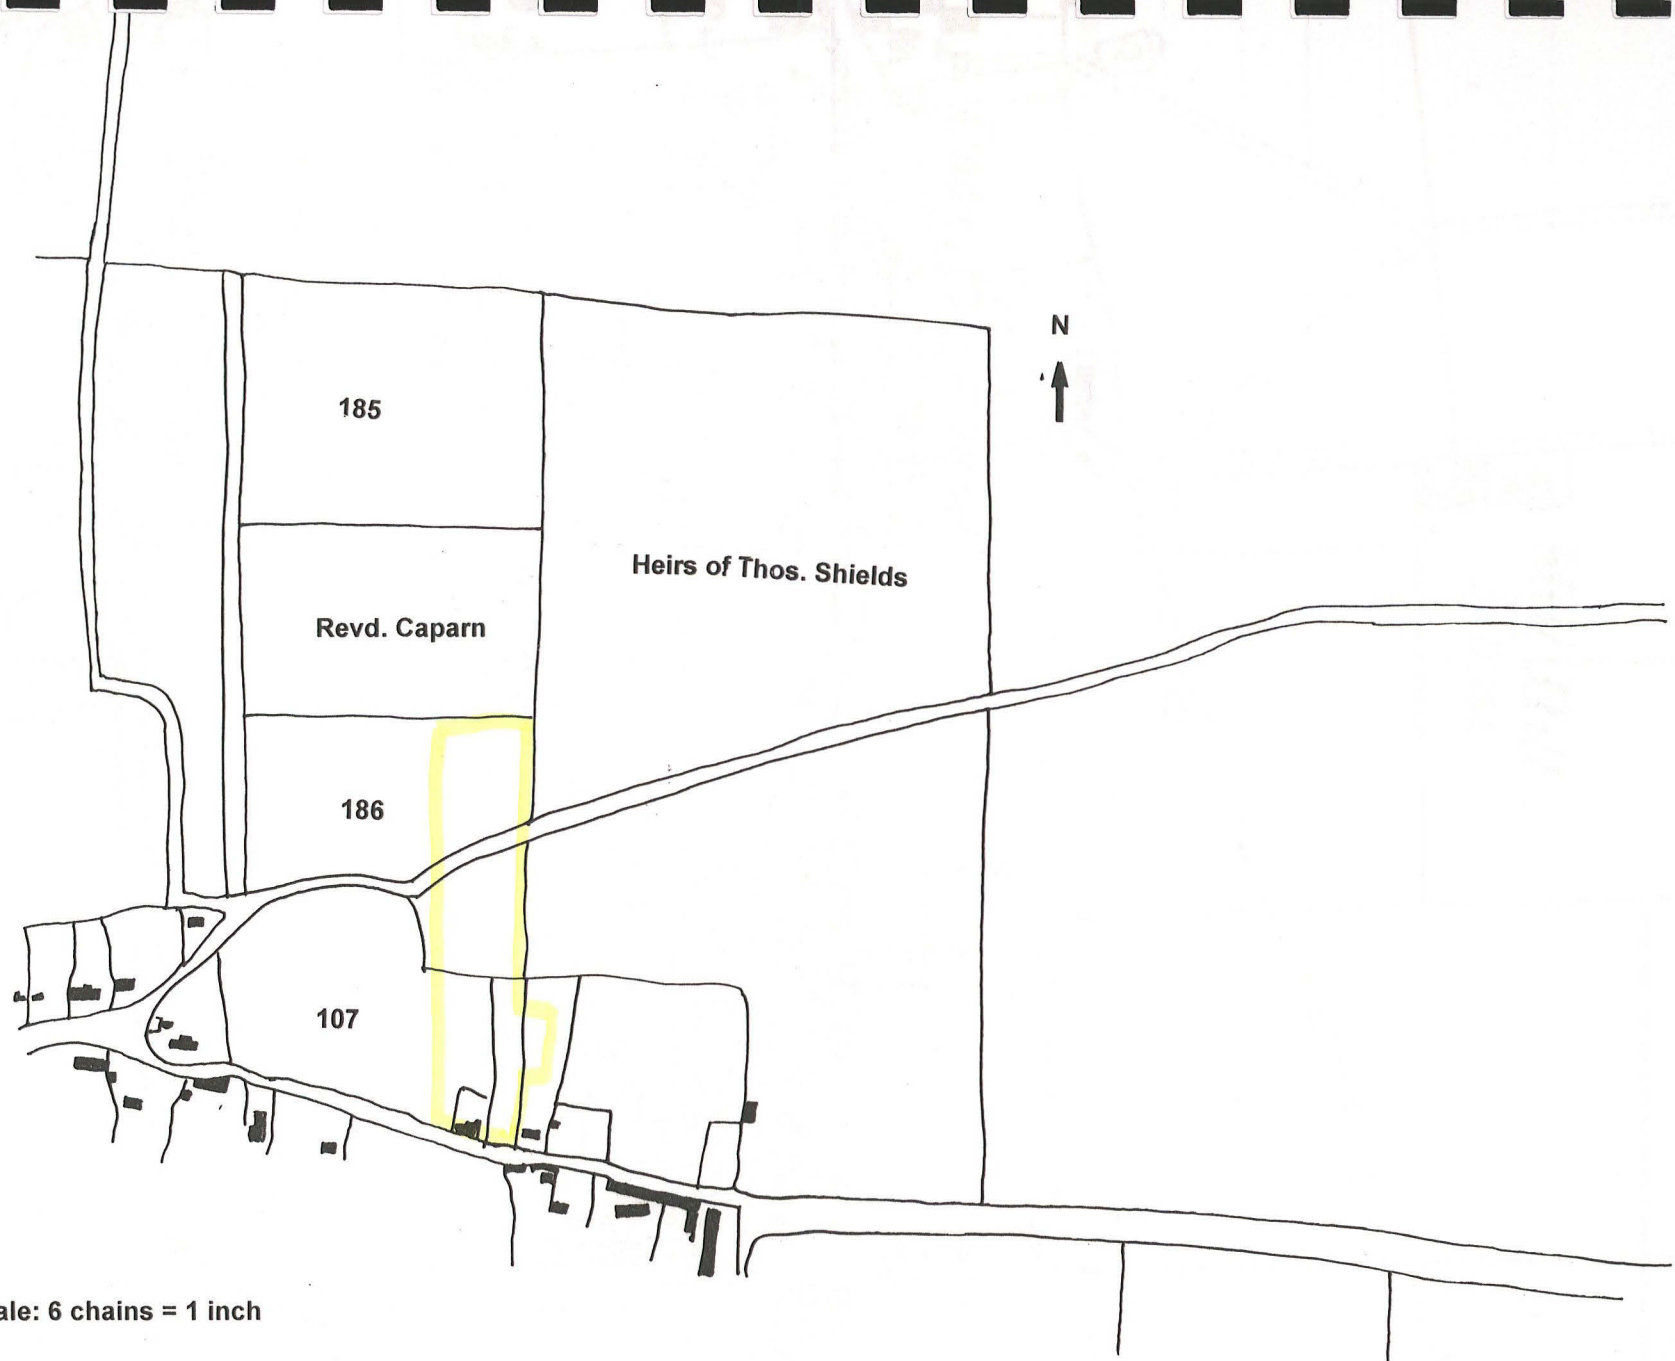 N
185
Heirs of Thos. Shields
Revd. Caparn
186
107
ale: 6 chains = 1 inch